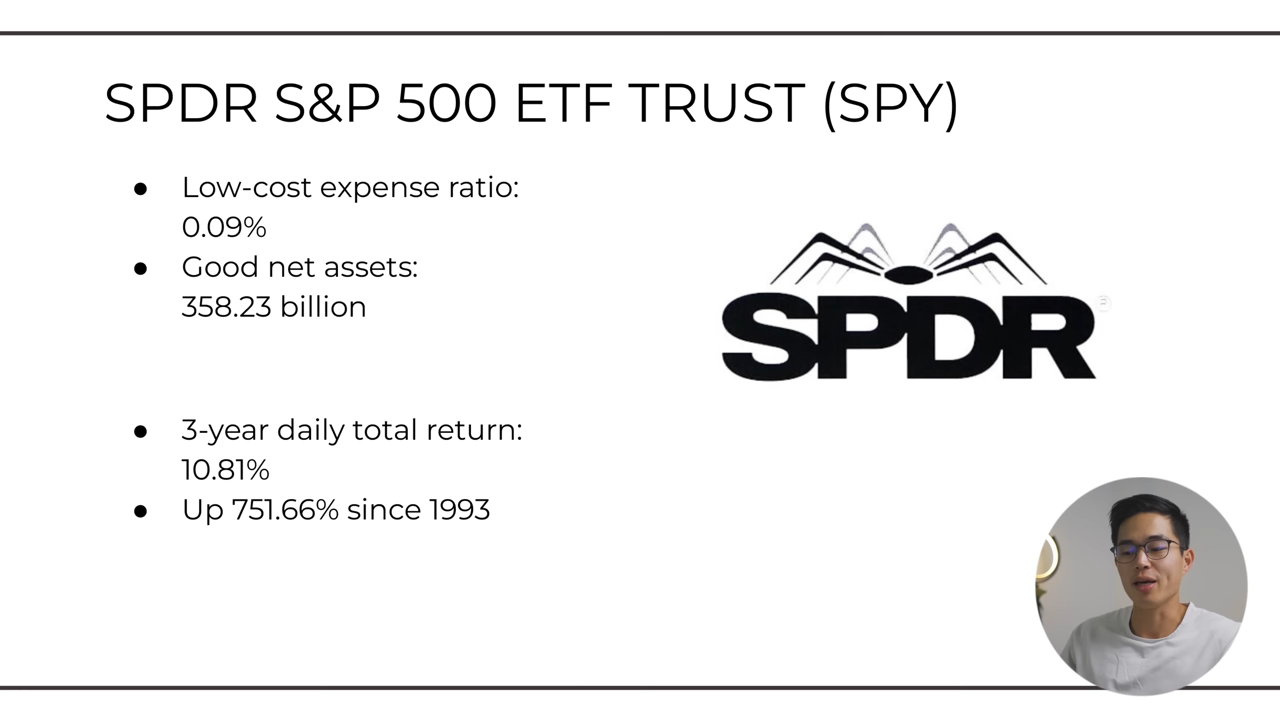 SPDR S&P 500 ETF TRUST (SPY)
● Low-cost expense ratio:
0.09%
● Good net assets:
358.23 billion
● 3-year daily total return:
10.81%
● Up 751.66% since 1993
SPDR®